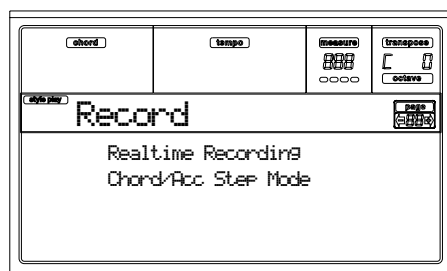 chord tempo measure transpose
888 C 0
octave
style play page
Record
Realtime Recording
Chord/Acc Step Mode